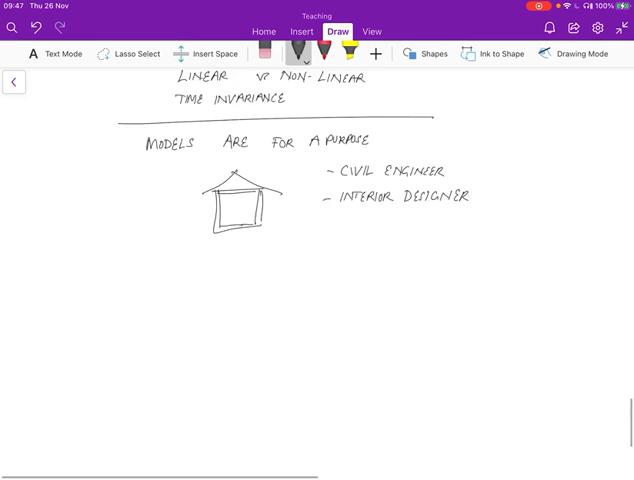 09:47 Thu 26 Nov
100%
Teaching
Home Insert Draw View
Text Mode Lasso Select Insert Space Shapes Ink to Shape Drawing Mode
LINEAR VS NON-LINEAR
TIME INVARIANCE
MODELS ARE FOR A PURPOSE
- CIVIL ENGINEER
- INTERIOR DESIGNER